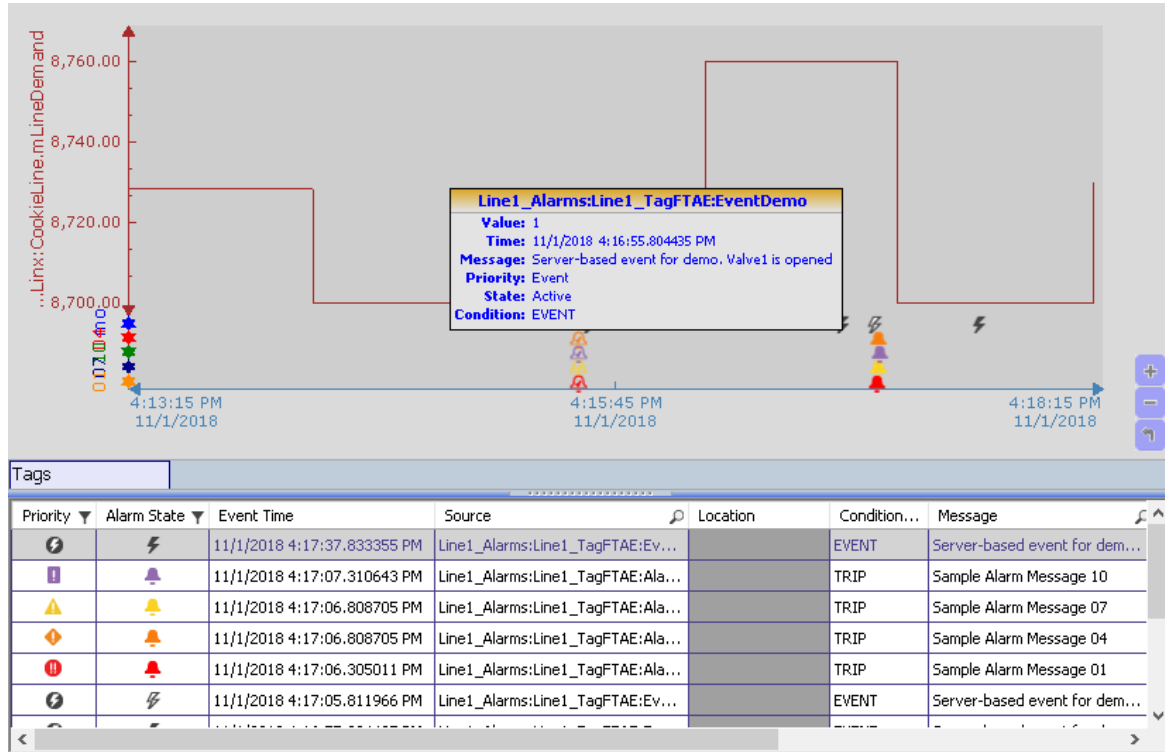 ...Linx:CookieLine.mLineDemand
8,760.00
8,740.00
8,720.00
8,700.00
Line1_Alarms:Line1_TagFTAE:EventDemo
Value: 1
Time: 11/1/2018 4:16:55.804435 PM
Message: Server-based event for demo. Valve1 is opened
Priority: Event
State: Active
Condition: EVENT
4:13:15 PM
11/1/2018
4:15:45 PM
11/1/2018
4:18:15 PM
11/1/2018
Tags
Priority Alarm State Event Time Source Location Condition... Message
11/1/2018 4:17:37.833355 PM Line1_Alarms:Line1_TagFTAE:Ev... EVENT Server-based event for dem...
11/1/2018 4:17:07.310643 PM Line1_Alarms:Line1_TagFTAE:Ala... TRIP Sample Alarm Message 10
11/1/2018 4:17:06.808705 PM Line1_Alarms:Line1_TagFTAE:Ala... TRIP Sample Alarm Message 07
11/1/2018 4:17:06.808705 PM Line1_Alarms:Line1_TagFTAE:Ala... TRIP Sample Alarm Message 04
11/1/2018 4:17:06.305011 PM Line1_Alarms:Line1_TagFTAE:Ala... TRIP Sample Alarm Message 01
11/1/2018 4:17:05.811966 PM Line1_Alarms:Line1_TagFTAE:Ev... EVENT Server-based event for dem...